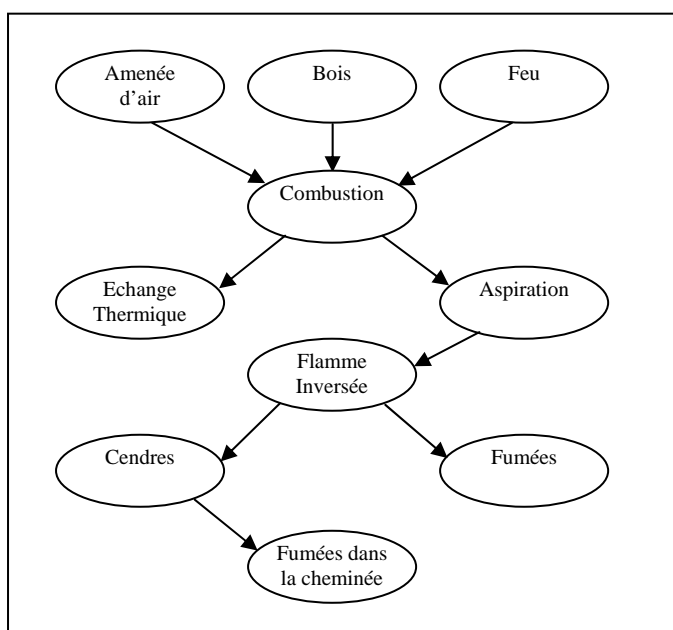 Amenée
d’air
Bois
Feu
Combustion
Echange
Thermique
Aspiration
Flamme
Inversée
Cendres
Fumées
Fumées dans
la cheminée